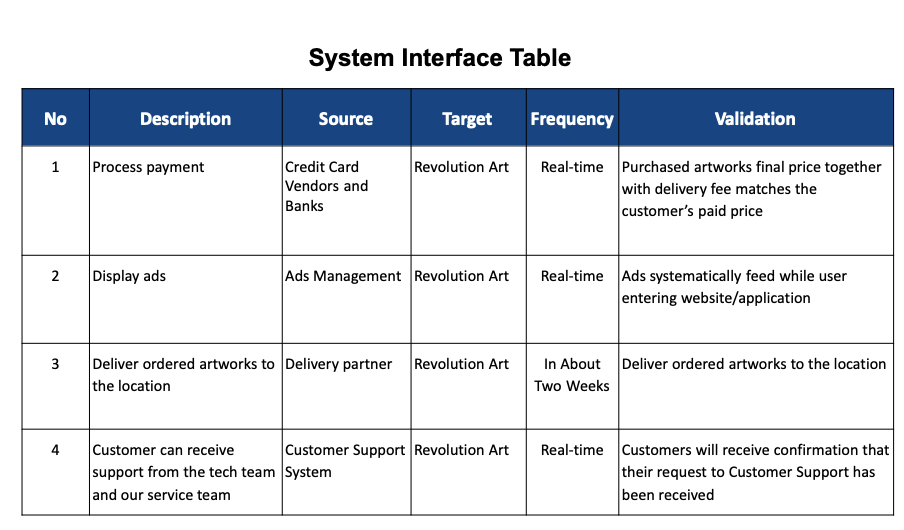 System Interface Table
No Description Source Target Frequency Validation
1 Process payment Credit Card Revolution Art Real-time Purchased artworks final price together
Vendors and with delivery fee matches the
Banks customer’s paid price
2 Display ads Ads Management Revolution Art Real-time Ads systematically feed while user
entering website/application
3 Deliver ordered artworks to Delivery partner Revolution Art In About Deliver ordered artworks to the location
the location Two Weeks
4 Customer can receive Customer Support Revolution Art Real-time Customers will receive confirmation that
support from the tech team System their request to Customer Support has
and our service team been received